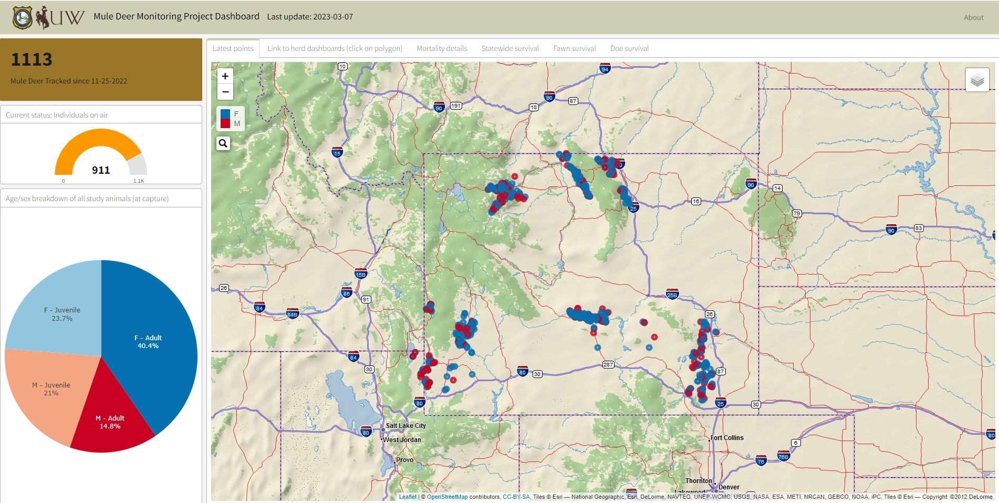 UW
Mule Deer Monitoring Project Dashboard Last update: 2023-03-07
About
1113
Mule Deer Tracked since 11-25-2022
Current status: Individuals on air
911
0
1.1K
Age/sex breakdown of all study animals (at capture)
F - Juvenile
23.7%
F - Adult
40.4%
M - Juvenile
21%
M - Adult
14.8%
Latest points
Link to herd dashboards (click on polygon)
Mortality details
Statewide survival
Fawn survival
Doe survival
+
−
F
M
10
94
90
191
10
90
87
15
90
14
16
25
79
90
83
15B
26
86
91
84
84B
25B
26
84
30
80
30
287
87
80
25
30
Salt Lake City
80
West Jordan
Provo
Fort Collins
6
80
76
76B
Thornton
Denver
Lakewood
Leaflet | © OpenStreetMap contributors, CC-BY-SA, Tiles © Esri — National Geographic, Esri, DeLorme, NAVTEQ, UNEP-WCMC, USGS, NASA, ESA, METI, NRCAN, GEBCO, NOAA, iPC, Tiles © Esri — Copyright: ©2012 DeLorme